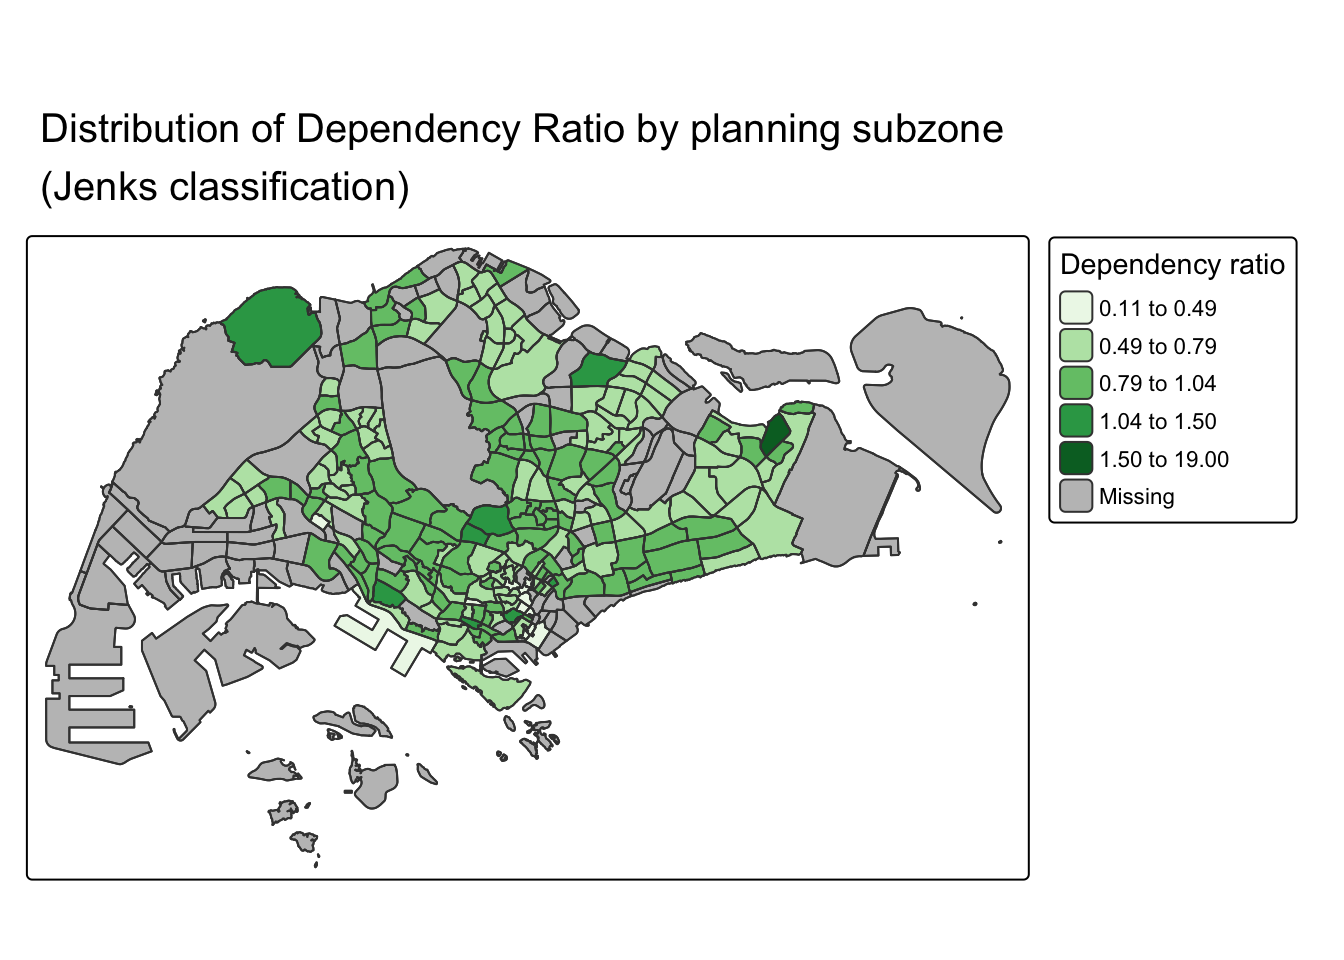 Distribution of Dependency Ratio by planning subzone
(Jenks classification)
Dependency ratio
0.11 to 0.49
0.49 to 0.79
0.79 to 1.04
1.04 to 1.50
1.50 to 19.00
Missing